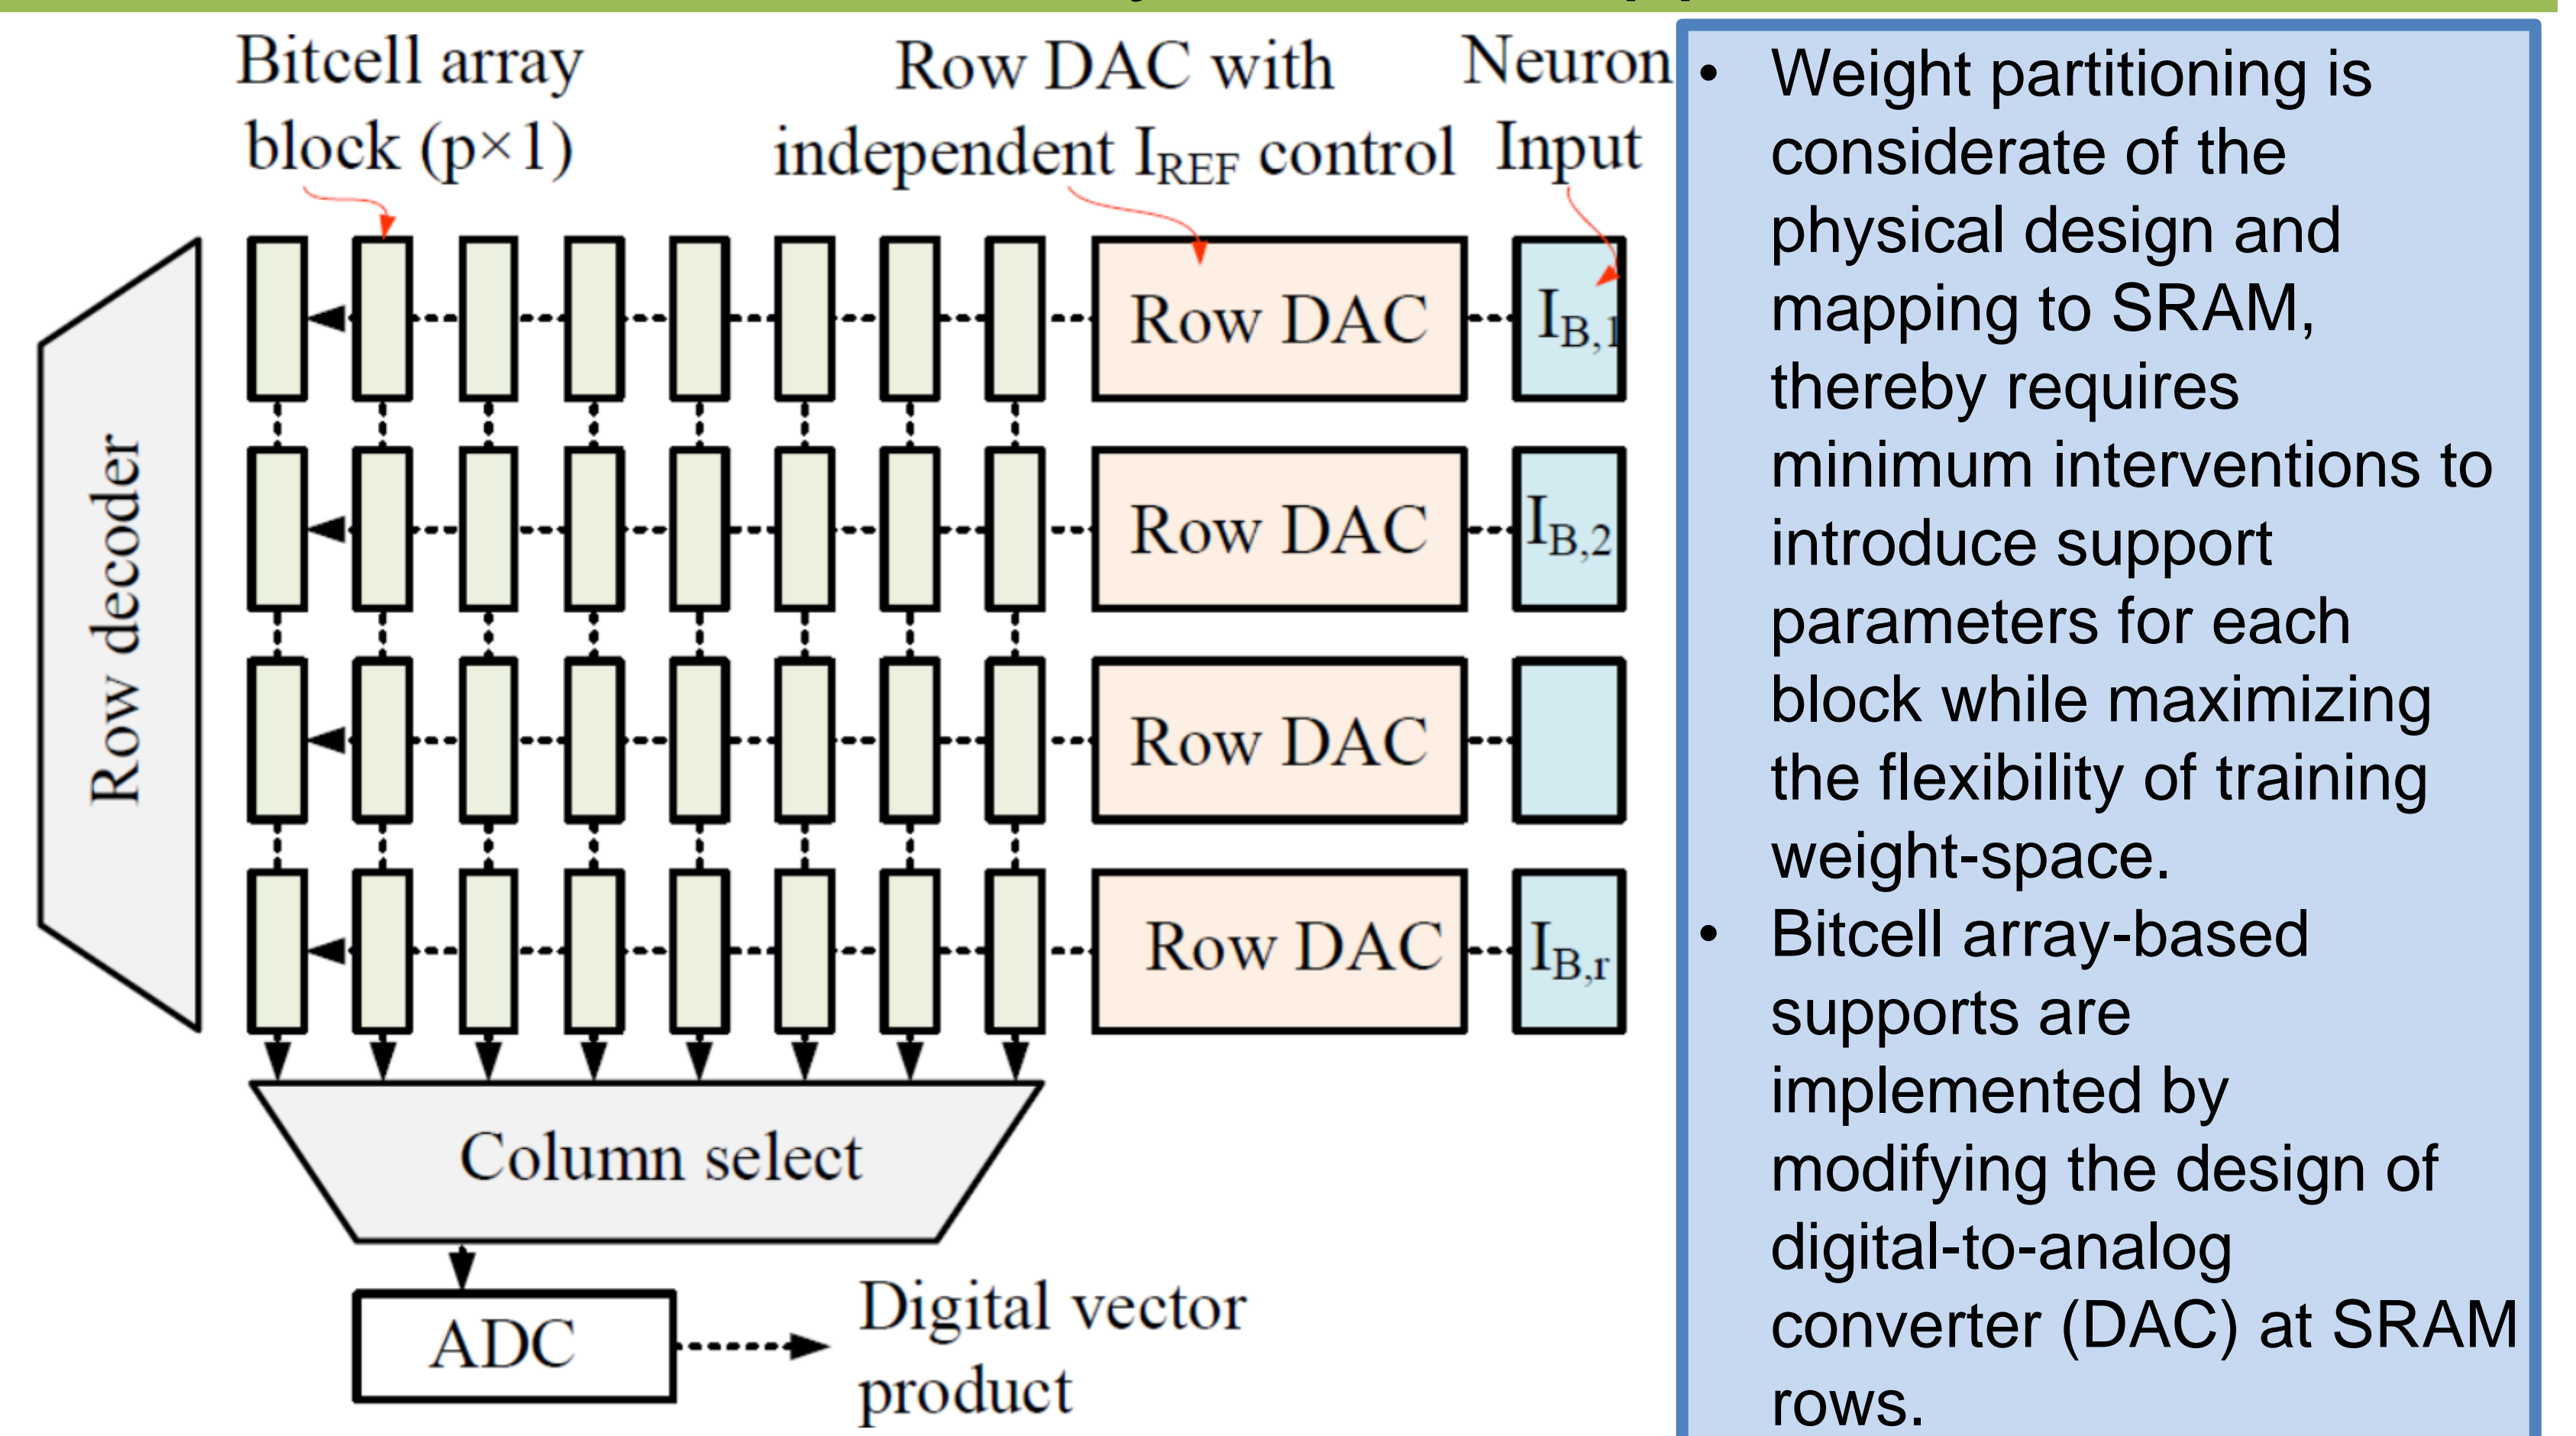 Bitcell array
block (p×1)
Row DAC with
independent I_REF control
Neuron
Input
Row decoder
Row DAC
I_B,1
Row DAC
I_B,2
Row DAC
Row DAC
I_B,r
Column select
ADC
Digital vector
product
• Weight partitioning is
considerate of the
physical design and
mapping to SRAM,
thereby requires
minimum interventions to
introduce support
parameters for each
block while maximizing
the flexibility of training
weight-space.
• Bitcell array-based
supports are
implemented by
modifying the design of
digital-to-analog
converter (DAC) at SRAM
rows.